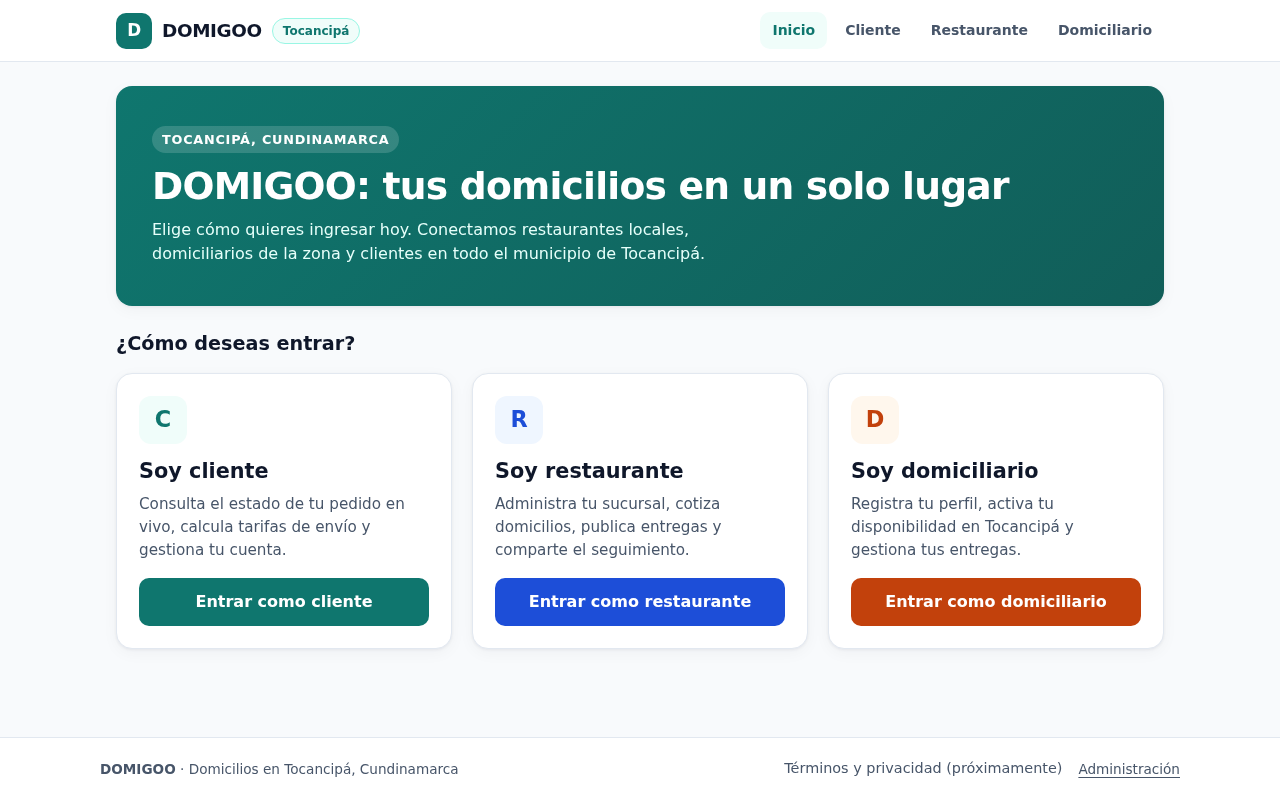 D DOMIGOO Tocancipá Inicio Cliente Restaurante Domiciliario
TOCANCIPÁ, CUNDINAMARCA
DOMIGOO: tus domicilios en un solo lugar
Elige cómo quieres ingresar hoy. Conectamos restaurantes locales,
domiciliarios de la zona y clientes en todo el municipio de Tocancipá.
¿Cómo deseas entrar?
C
Soy cliente
Consulta el estado de tu pedido en
vivo, calcula tarifas de envío y
gestiona tu cuenta.
Entrar como cliente
R
Soy restaurante
Administra tu sucursal, cotiza
domicilios, publica entregas y
comparte el seguimiento.
Entrar como restaurante
D
Soy domiciliario
Registra tu perfil, activa tu
disponibilidad en Tocancipá y
gestiona tus entregas.
Entrar como domiciliario
DOMIGOO · Domicilios en Tocancipá, Cundinamarca Términos y privacidad (próximamente) Administración